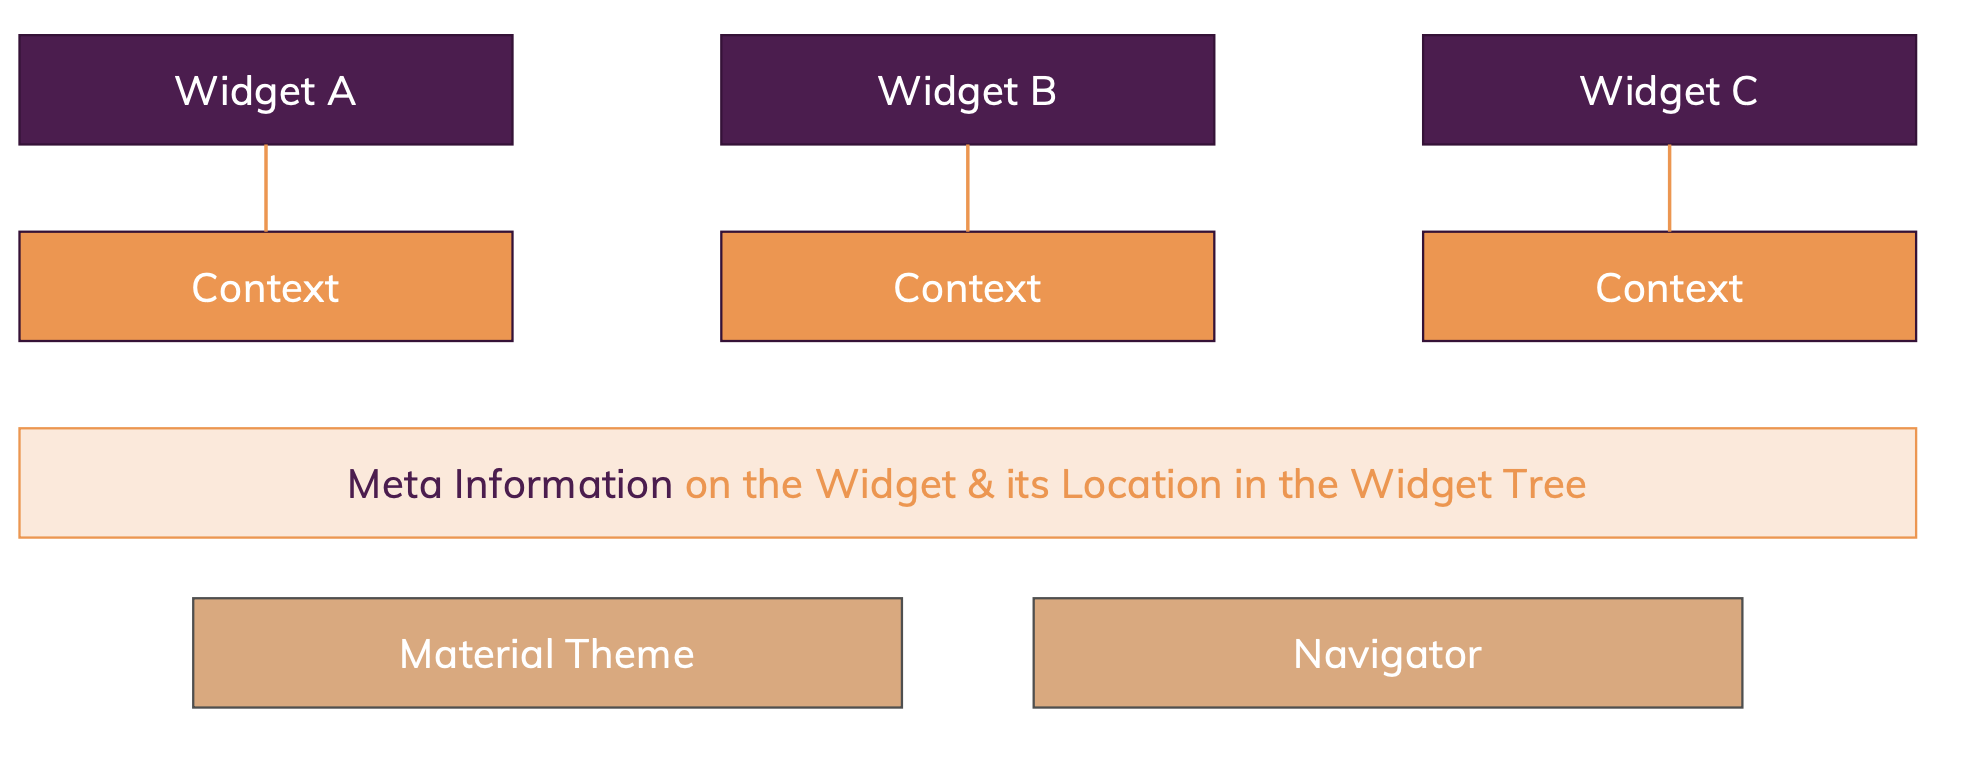 Widget A
Widget B
Widget C
Context
Context
Context
Meta Information on the Widget & its Location in the Widget Tree
Material Theme
Navigator